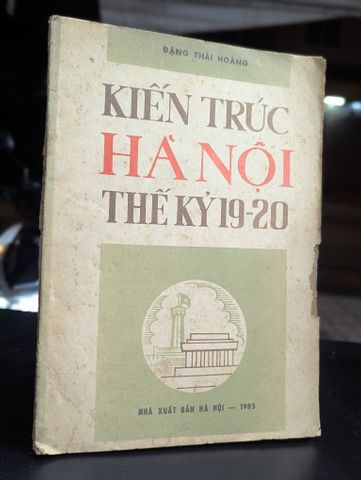 ĐẶNG THÁI HOÀNG
KIẾN TRÚC
HÀ NỘI
THẾ KỶ 19-20
NHÀ XUẤT BẢN HÀ NỘI — 1985